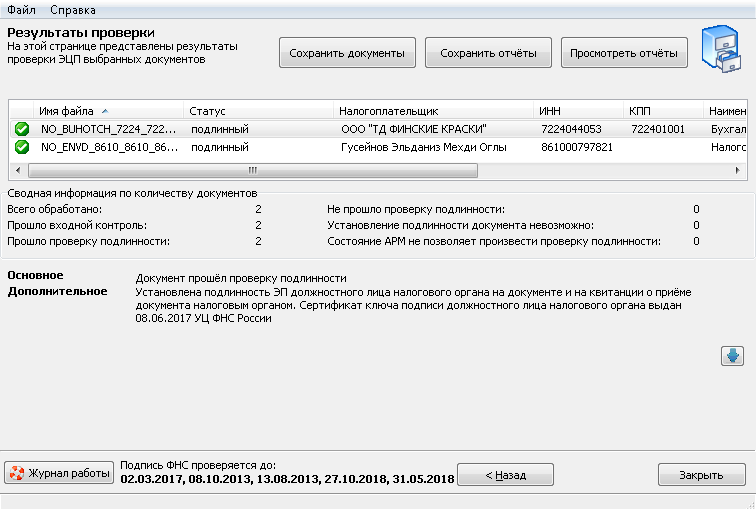 Файл Справка
Результаты проверки
На этой странице представлены результаты
проверки ЭЦП выбранных документов
Сохранить документы Сохранить отчёты Просмотреть отчёты
Имя файла Статус Налогоплательщик ИНН КПП Наимен
NO_BUHOTCH_7224_722... подлинный ООО "ТД ФИНСКИЕ КРАСКИ" 7224044053 722401001 Бухгал
NO_ENVD_8610_8610_86... подлинный Гусейнов Эльданиз Мехди Оглы 861000797821 Налого
Сводная информация по количеству документов
Всего обработано: 2 Не прошло проверку подлинности: 0
Прошло входной контроль: 2 Установление подлинности документа невозможно: 0
Прошло проверку подлинности: 2 Состояние АРМ не позволяет произвести проверку подлинности: 0
Основное Документ прошёл проверку подлинности
Дополнительное Установлена подлинность ЭП должностного лица налогового органа на документе и на квитанции о приёме
документа налоговым органом. Сертификат ключа подписи должностного лица налогового органа выдан
08.06.2017 УЦ ФНС России
Журнал работы Подпись ФНС проверяется до:
02.03.2017, 08.10.2013, 13.08.2013, 27.10.2018, 31.05.2018 < Назад Закрыть